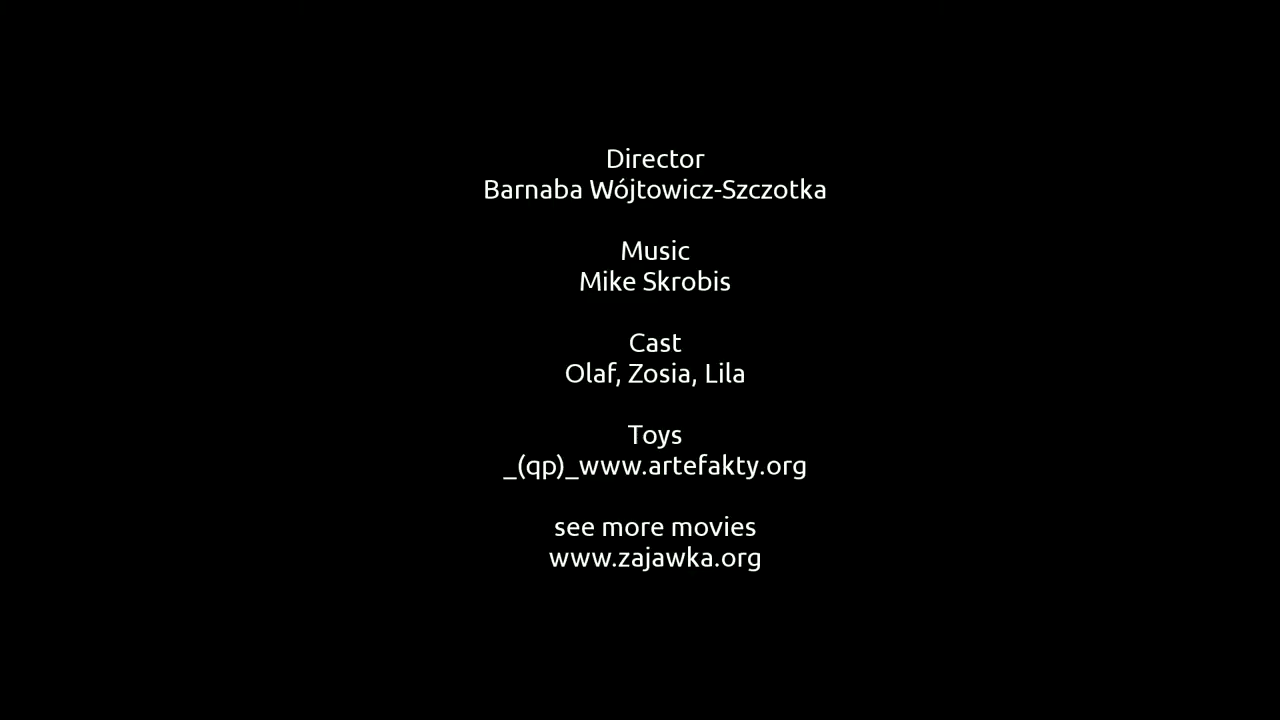 Director
Barnaba Wójtowicz-Szczotka
Music
Mike Skrobis
Cast
Olaf, Zosia, Lila
Toys
_(qp)_www.artefakty.org
see more movies
www.zajawka.org